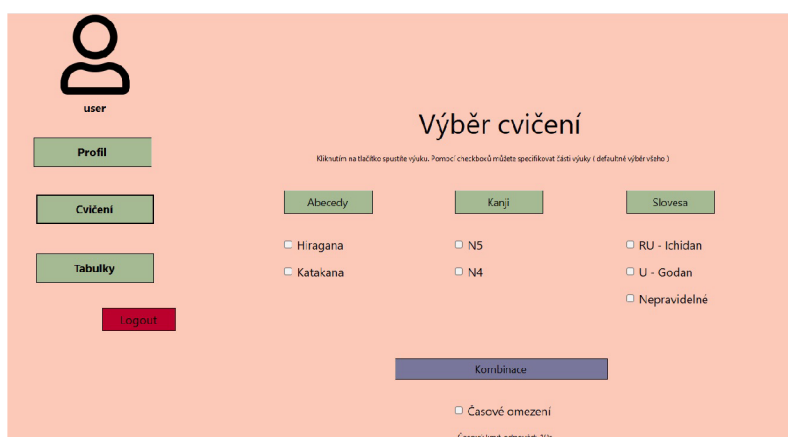 user
Profil
Cvičení
Tabulky
Logout
Výběr cvičení
Kliknutím na tlačítko spustíte výuku. Pomocí checkboxů můžete specifikovat části výuky ( defaultně výběr všeho )
Abecedy
Hiragana
Katakana
Kanji
N5
N4
Slovesa
RU - Ichidan
U - Godan
Nepravidelné
Kombinace
Časové omezení